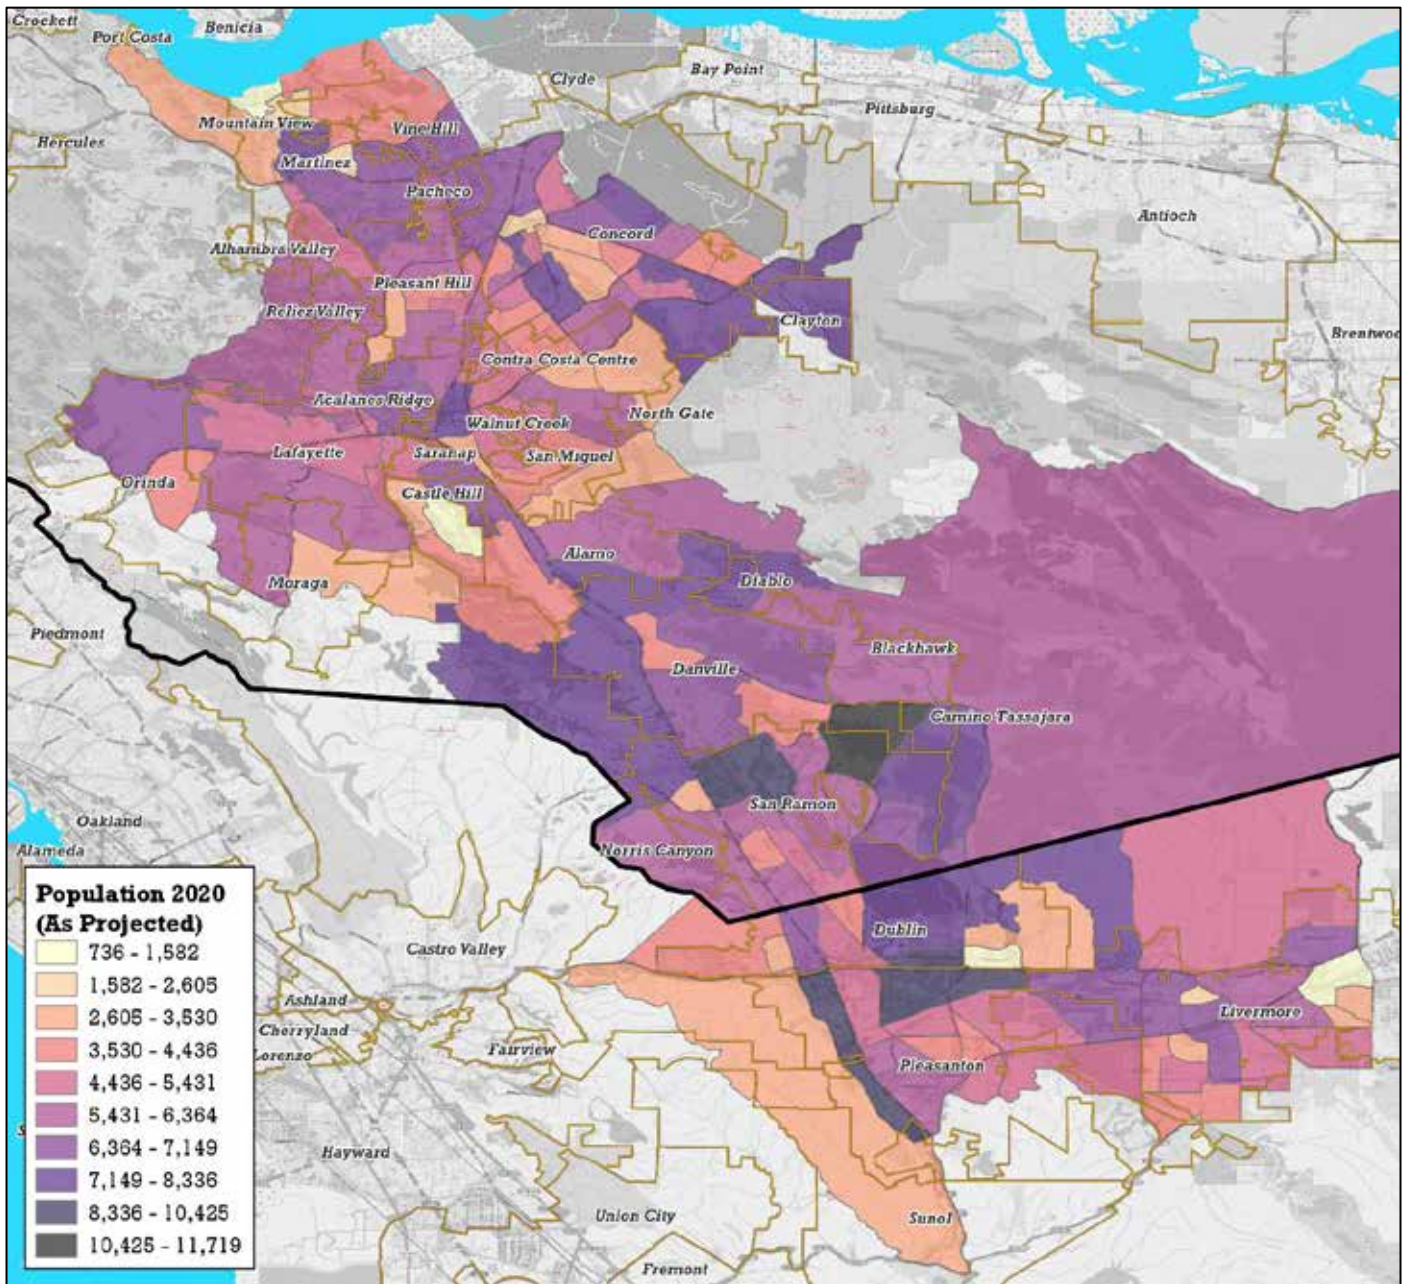 Crockett
Benicia
Port Costa
Clyde
Bay Point
Pittsburg
Mountain View
Vine Hill
Hercules
Martinez
Pacheco
Antioch
Concord
Alhambra Valley
Pleasant Hill
Reliez Valley
Clayton
Brentwoo
Contra Costa Centre
Acalanes Ridge
North Gate
Walnut Creek
Lafayette
Saranap
San Miguel
Orinda
Castle Hill
Alamo
Diablo
Moraga
Piedmont
Blackhawk
Danville
Camino Tassajara
San Ramon
Oakland
Alameda
Norris Canyon
Population 2020
(As Projected)
736 - 1,582
1,582 - 2,605
2,605 - 3,530
3,530 - 4,436
4,436 - 5,431
5,431 - 6,364
6,364 - 7,149
7,149 - 8,336
8,336 - 10,425
10,425 - 11,719
Dublin
Castro Valley
Ashland
Cherryland
Lorenzo
Fairview
Livermore
Pleasanton
Hayward
Union City
Sunol
Fremont